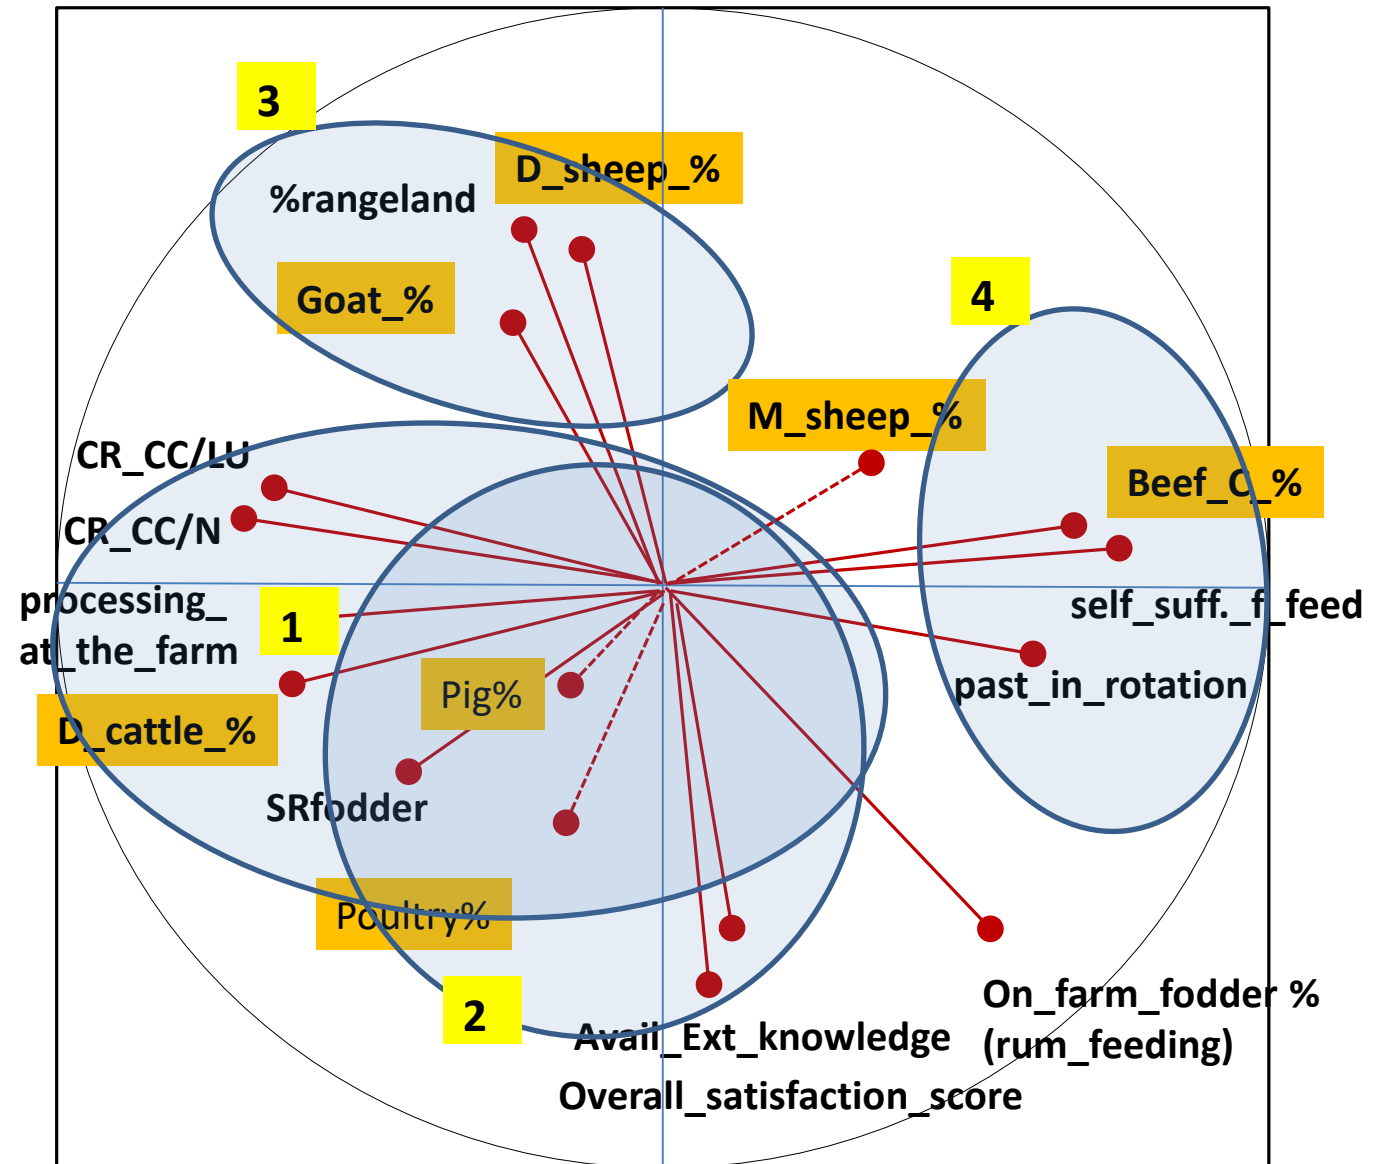 3
D_sheep_%
%rangeland
Goat_%
4
M_sheep_%
CR_CC/LU
Beef_C_%
CR_CC/N
processing_
at_the_farm
1
self_suff._f_feed
past_in_rotation
Pig%
D_cattle_%
SRfodder
Poultry%
2
On_farm_fodder %
(rum_feeding)
Avail_Ext_knowledge
Overall_satisfaction_score